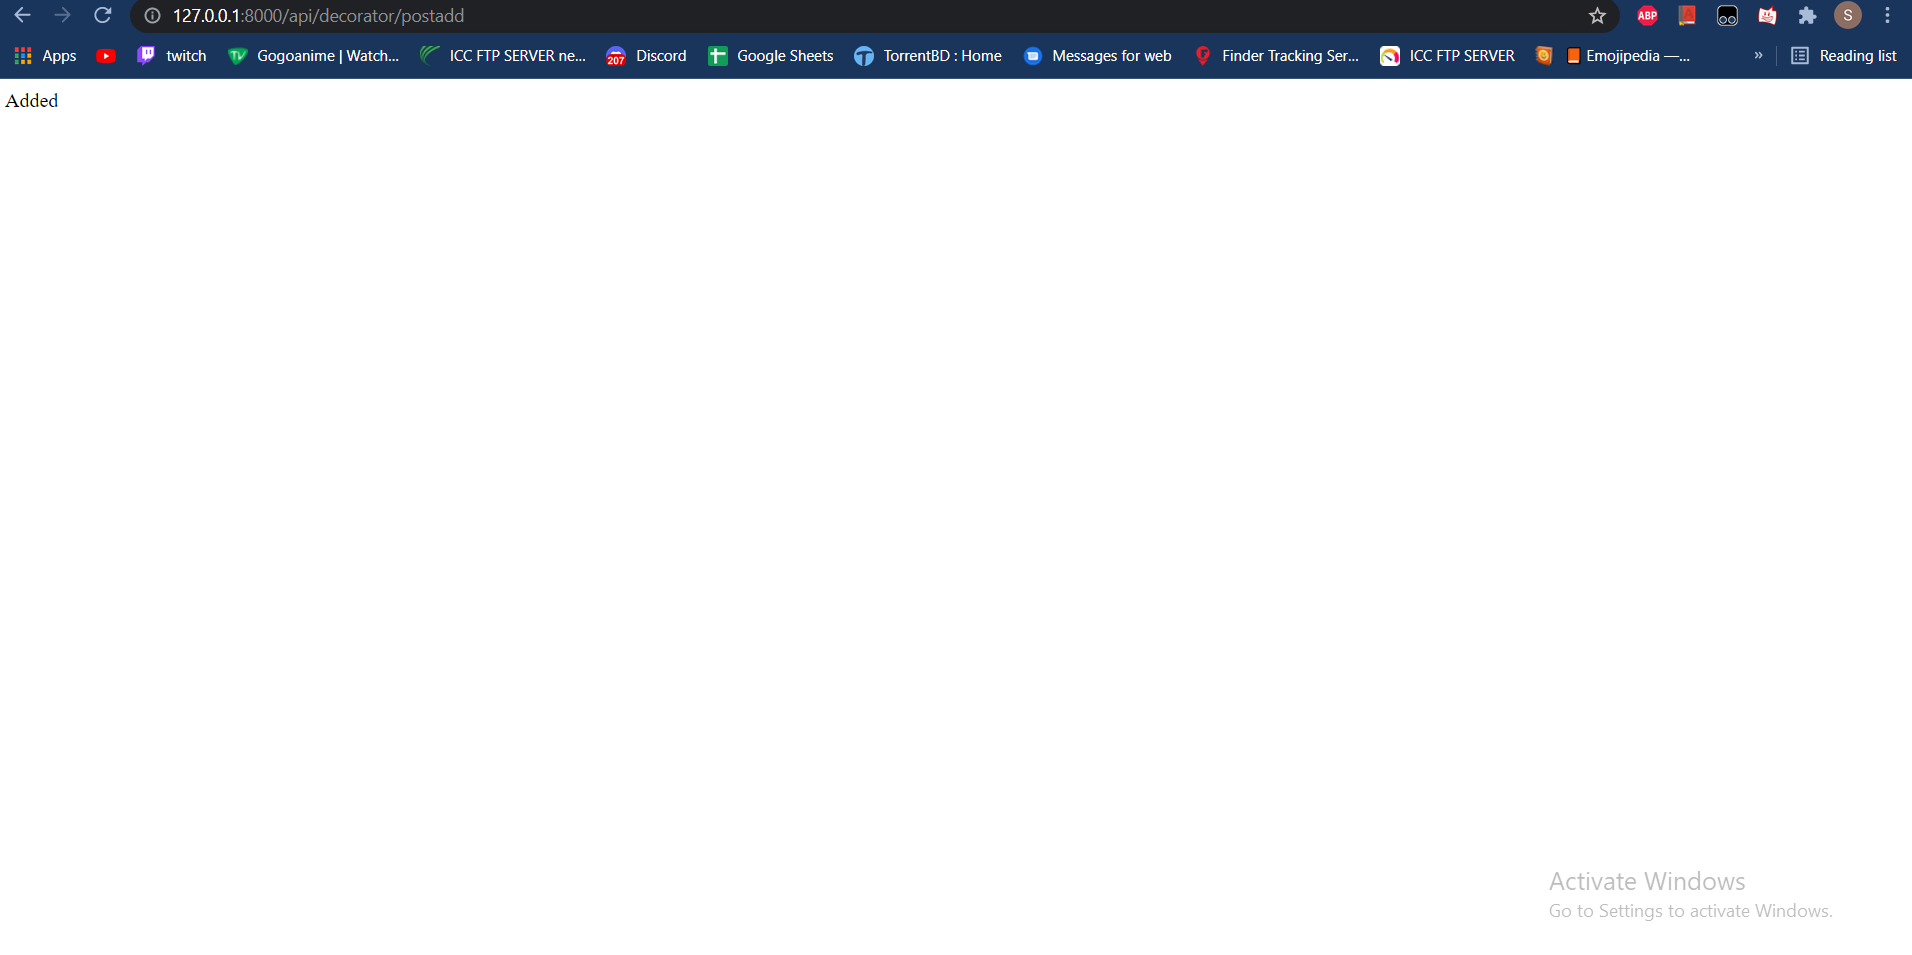 127.0.0.1:8000/api/decorator/postadd
ABP
S
Apps twitch Gogoanime | Watch... ICC FTP SERVER ne... 207 Discord Google Sheets TorrentBD : Home Messages for web Finder Tracking Ser... ICC FTP SERVER Emojipedia —... » Reading list
Added
Activate Windows
Go to Settings to activate Windows.